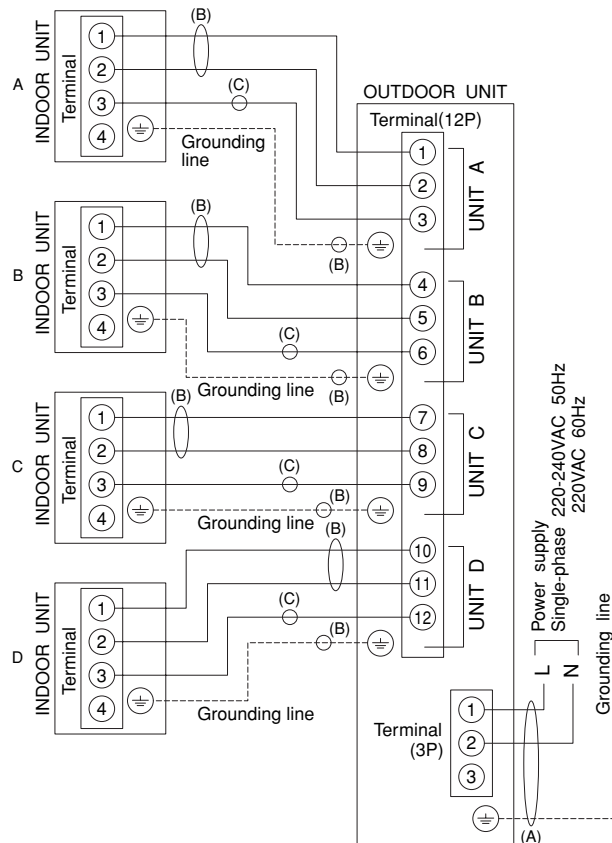 A
INDOOR UNIT
Terminal
1
2
3
4
(B)
(C)
Grounding
line
(B)
OUTDOOR UNIT
Terminal(12P)
1
2
3
UNIT A
B
INDOOR UNIT
Terminal
1
2
3
4
(B)
(C)
Grounding line
(B)
4
5
6
UNIT B
C
INDOOR UNIT
Terminal
1
2
3
4
(B)
(C)
(B)
Grounding line
7
8
9
UNIT C
D
INDOOR UNIT
Terminal
1
2
3
4
(B)
(C)
(B)
Grounding line
10
11
12
UNIT D
Power supply
Single-phase 220-240VAC 50Hz
220VAC 60Hz
L
N
Grounding line
Terminal
(3P)
1
2
3
(A)